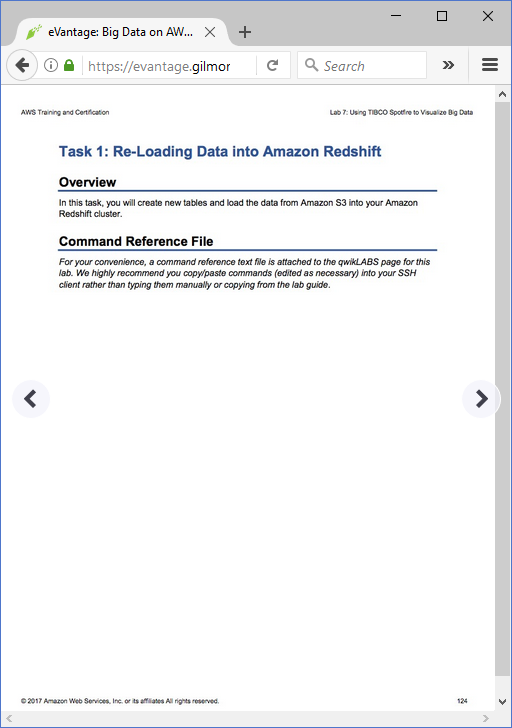 eVantage: Big Data on AW...
https://evantage.gilmor
Search
AWS Training and Certification
Lab 7: Using TIBCO Spotfire to Visualize Big Data
Task 1: Re-Loading Data into Amazon Redshift
Overview
In this task, you will create new tables and load the data from Amazon S3 into your Amazon
Redshift cluster.
Command Reference File
For your convenience, a command reference text file is attached to the qwikLABS page for this
lab. We highly recommend you copy/paste commands (edited as necessary) into your SSH
client rather than typing them manually or copying from the lab guide.
© 2017 Amazon Web Services, Inc. or its affiliates All rights reserved.
124